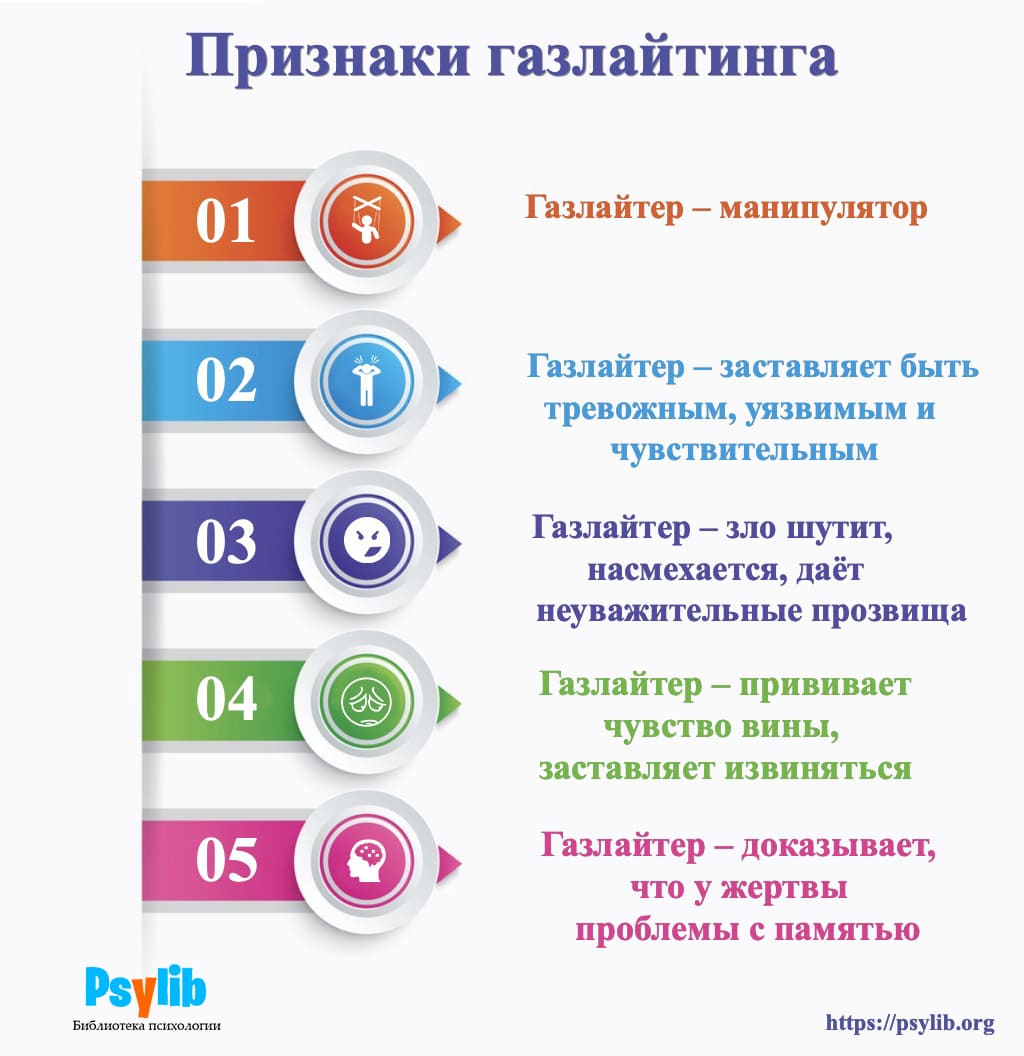 Признаки газлайтинга
01
Газлайтер – манипулятор
02
Газлайтер – заставляет быть
тревожным, уязвимым и
чувствительным
03
Газлайтер – зло шутит,
насмехается, даёт
неуважительные прозвища
04
Газлайтер – прививает
чувство вины,
заставляет извиняться
05
Газлайтер – доказывает,
что у жертвы
проблемы с памятью
Psylib
Библиотека психологии
https://psylib.org